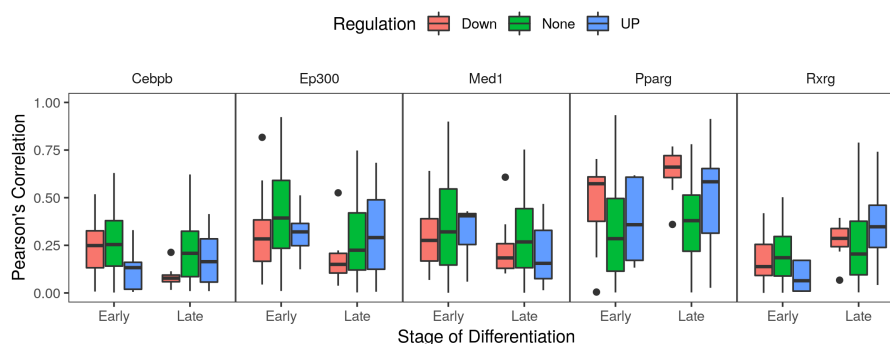 Regulation Down None UP
Cebpb Ep300 Med1 Pparg Rxrg
Pearson's Correlation
1.00
0.75
0.50
0.25
0.00
Early Late Early Late Early Late Early Late Early Late
Stage of Differentiation